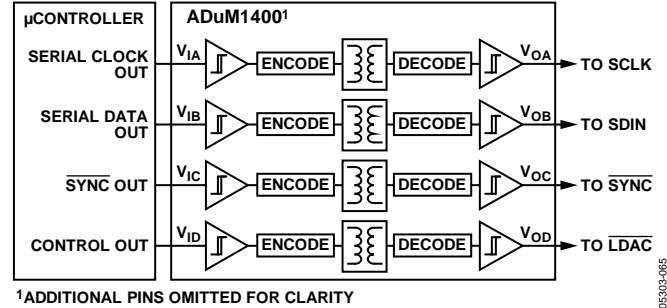 µCONTROLLER
ADuM1400¹
SERIAL CLOCK
OUT
V_IA
ENCODE
DECODE
V_OA
TO SCLK
SERIAL DATA
OUT
V_IB
ENCODE
DECODE
V_OB
TO SDIN
SYNC OUT
V_IC
ENCODE
DECODE
V_OC
TO SYNC
CONTROL OUT
V_ID
ENCODE
DECODE
V_OD
TO LDAC
¹ADDITIONAL PINS OMITTED FOR CLARITY
05303-065